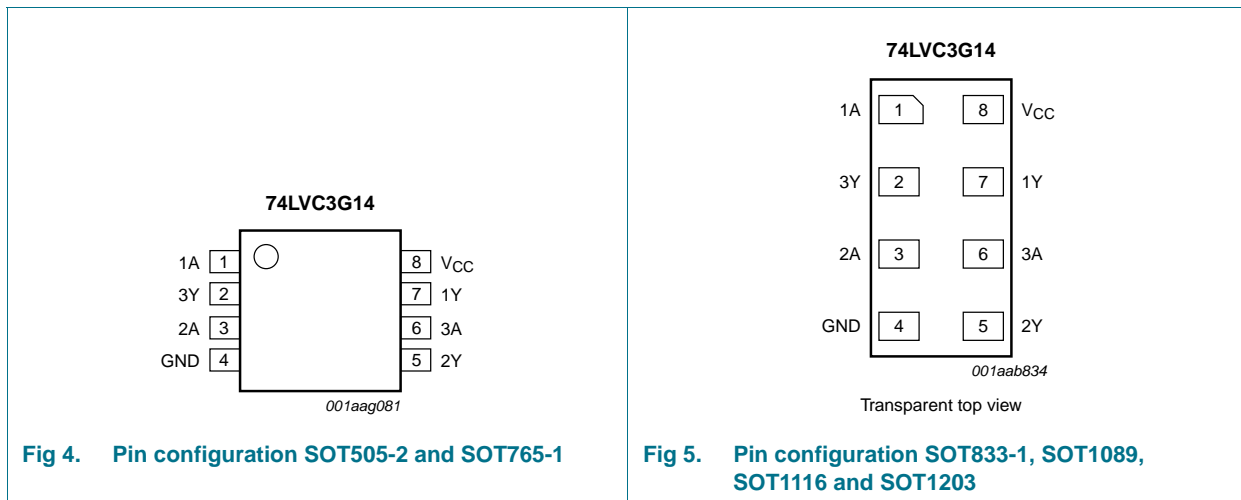 74LVC3G14
1A 1 8 VCC
3Y 2 7 1Y
2A 3 6 3A
GND 4 5 2Y
001aag081
Fig 4. Pin configuration SOT505-2 and SOT765-1
74LVC3G14
1A 1 8 VCC
3Y 2 7 1Y
2A 3 6 3A
GND 4 5 2Y
001aab834
Transparent top view
Fig 5. Pin configuration SOT833-1, SOT1089,
SOT1116 and SOT1203